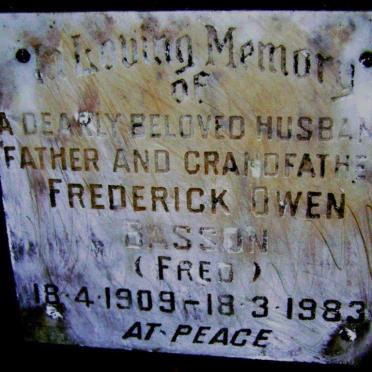 In Loving Memory
of
A DEARLY BELOVED HUSBAN
FATHER AND GRANDFATHE
FREDERICK OWEN
BASSON
(FRED)
18·4·1909-18·3·1983
AT PEACE